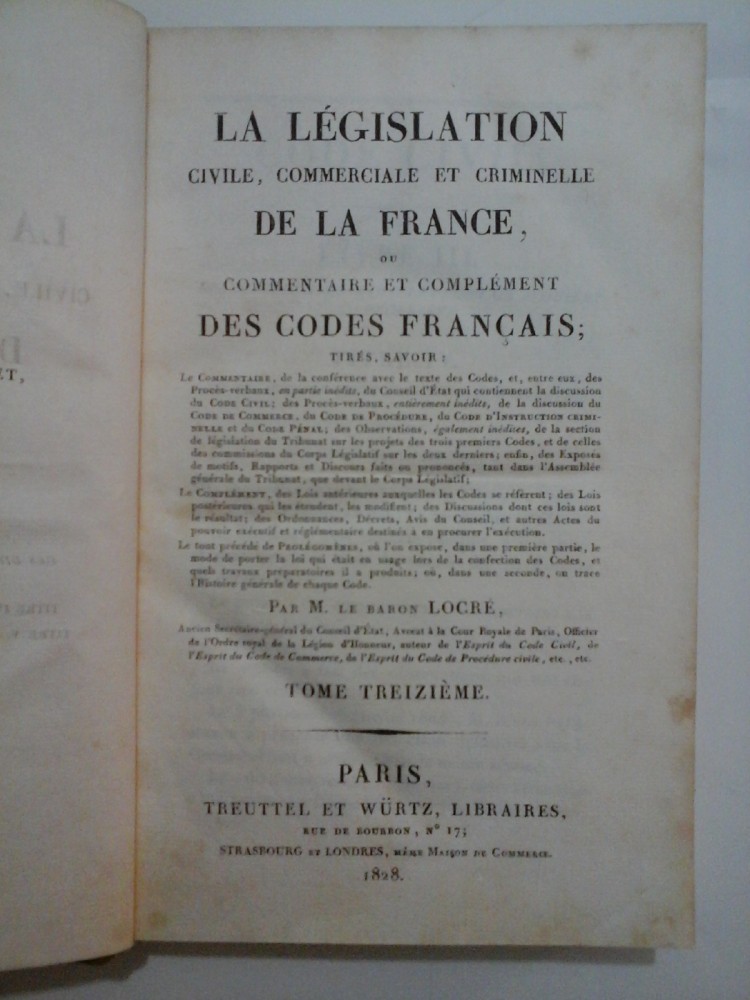 LA LÉGISLATION
CIVILE, COMMERCIALE ET CRIMINELLE
DE LA FRANCE,
OU
COMMENTAIRE ET COMPLÉMENT
DES CODES FRANÇAIS;
TIRÉS, SAVOIR:
Le Commentaire, de la conférence avec le texte des Codes, et, entre eux, des
Procès-verbaux, en partie inédits, du Conseil d'État qui contiennent la discussion
du Code Civil; des Procès-verbaux, entièrement inédits, de la discussion du
Code de Commerce, du Code de Procédure, du Code d'Instruction crimi-
nelle et du Code Pénal; des Observations, également inédites, de la section
de législation du Tribunat sur les projets des trois premiers Codes, et de celles
des commissions du Corps Législatif sur les deux derniers; enfin, des Exposés
de motifs, Rapports et Discours faits ou prononcés, tant dans l'Assemblée
générale du Tribunat, que devant le Corps Législatif;
Le Complément, des Lois antérieures auxquelles les Codes se réfèrent; des Lois
postérieures qui les étendent, les modifient; des Discussions dont ces lois sont
le résultat; des Ordonnances, Décrets, Avis du Conseil, et autres Actes du
pouvoir exécutif et réglémentaire destinés à en procurer l'exécution.
Le tout précédé de Prolégomènes, où l'on expose, dans une première partie, le
mode de porter la loi qui était en usage lors de la confection des Codes, et
quels travaux préparatoires il a produits; où, dans une seconde, on trace
l'Histoire générale de chaque Code.
Par M. le baron LOCRÉ,
Ancien Secrétaire-général du Conseil d'État, Avocat à la Cour Royale de Paris, Officier
de l'Ordre royal de la Légion d'Honneur, auteur de l'Esprit du Code Civil, de
l'Esprit du Code de Commerce, de l'Esprit du Code de Procédure civile, etc., etc.
TOME TREIZIÈME.
PARIS,
TREUTTEL ET WÜRTZ, LIBRAIRES,
RUE DE BOURBON, N° 17;
STRASBOURG ET LONDRES, MÊME MAISON DE COMMERCE.
1828.